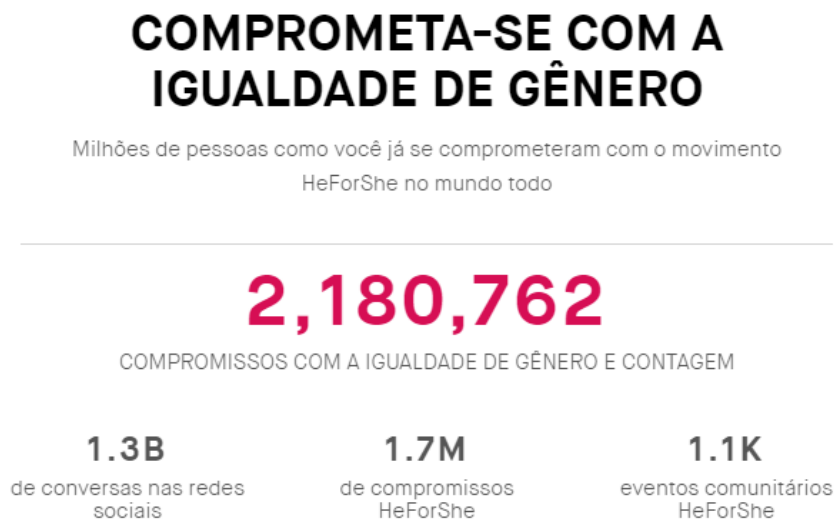 COMPROMETA-SE COM A
IGUALDADE DE GÊNERO
Milhões de pessoas como você já se comprometeram com o movimento
HeForShe no mundo todo
2,180,762
COMPROMISSOS COM A IGUALDADE DE GÊNERO E CONTAGEM
1.3B
de conversas nas redes
sociais
1.7M
de compromissos
HeForShe
1.1K
eventos comunitários
HeForShe